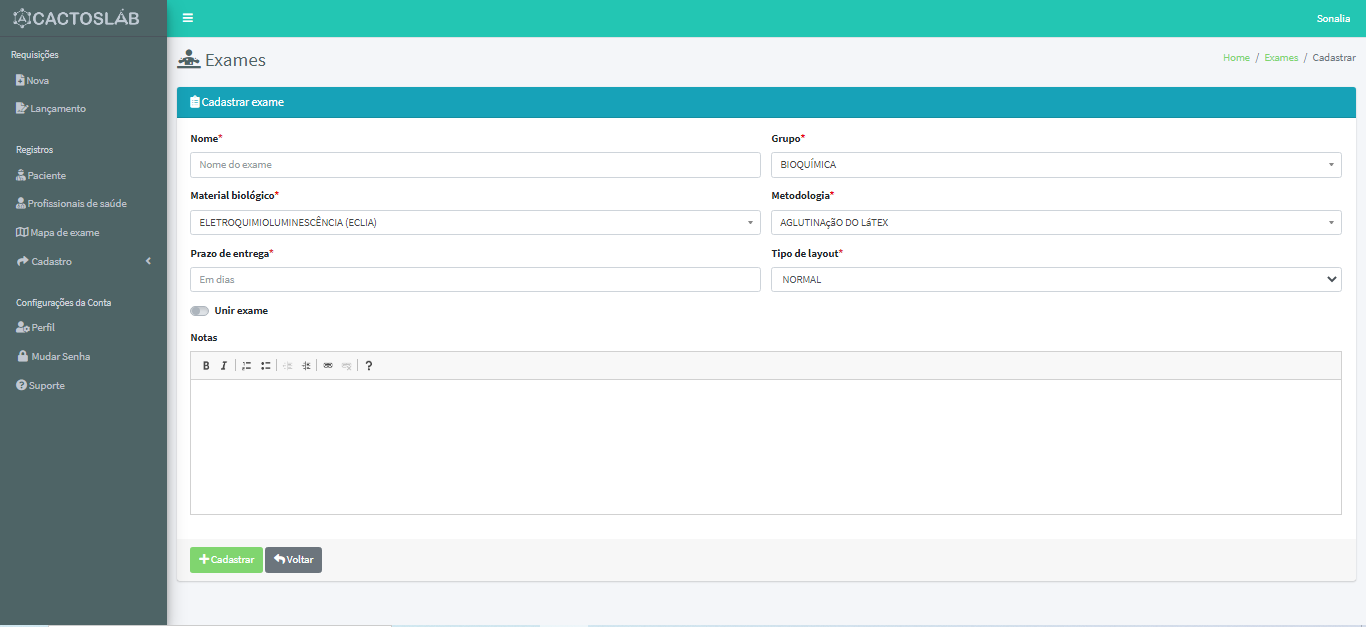 CACTOSLÁB
Sonalia
Requisições
Nova
Lançamento
Registros
Paciente
Profissionais de saúde
Mapa de exame
Cadastro
Configurações da Conta
Perfil
Mudar Senha
Suporte
Exames
Home / Exames / Cadastrar
Cadastrar exame
Nome*
Nome do exame
Grupo*
BIOQUÍMICA
Material biológico*
ELETROQUIMIOLUMINESCÊNCIA (ECLIA)
Metodologia*
AGLUTINAçãO DO LáTEX
Prazo de entrega*
Em dias
Tipo de layout*
NORMAL
Unir exame
Notas
B I ?
Cadastrar
Voltar